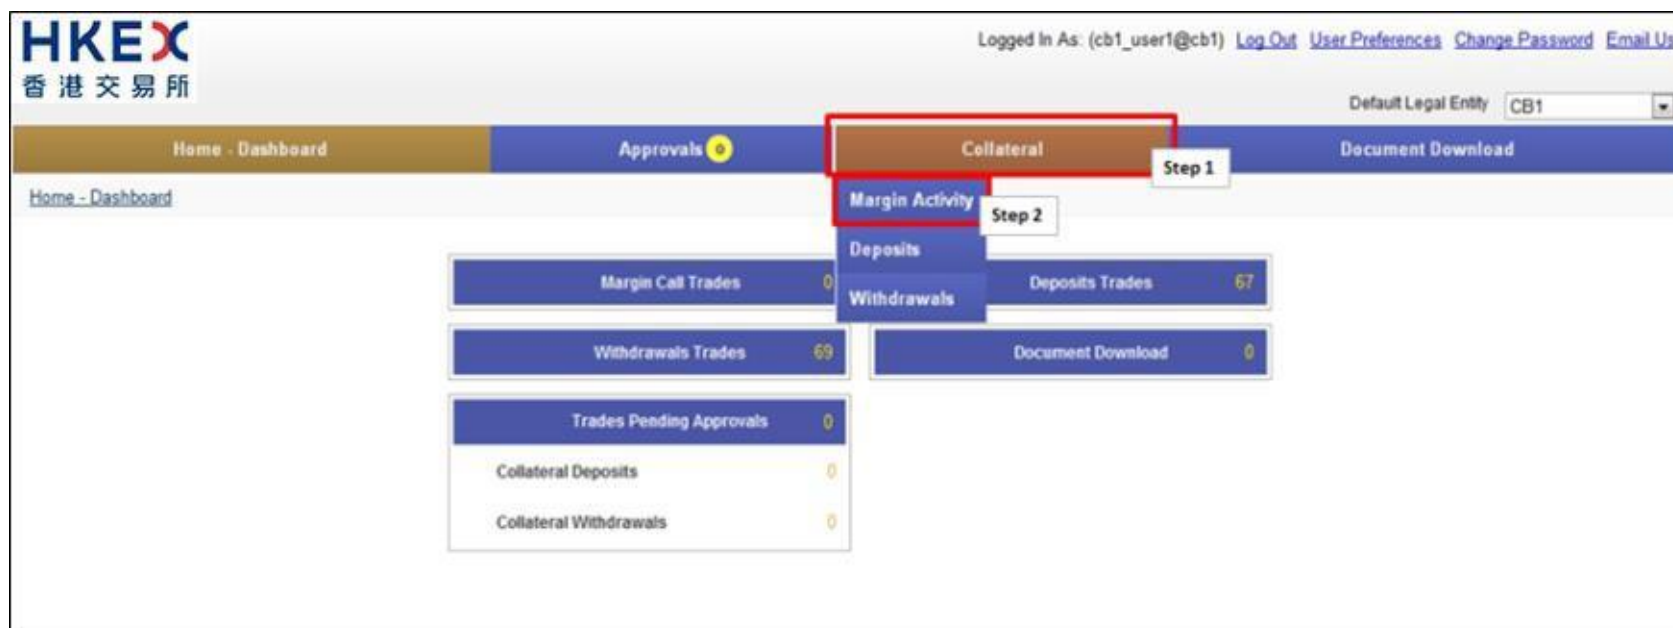 HKEX
香港交易所
Logged In As: (cb1_user1@cb1) Log Out User Preferences Change Password Email Us
Default Legal Entity CB1
Home - Dashboard Approvals 0 Collateral Document Download
Step 1
Home - Dashboard
Margin Activity
Step 2
Deposits
Withdrawals
Margin Call Trades 0
Deposits Trades 67
Withdrawals Trades 69
Document Download 0
Trades Pending Approvals 0
Collateral Deposits 0
Collateral Withdrawals 0